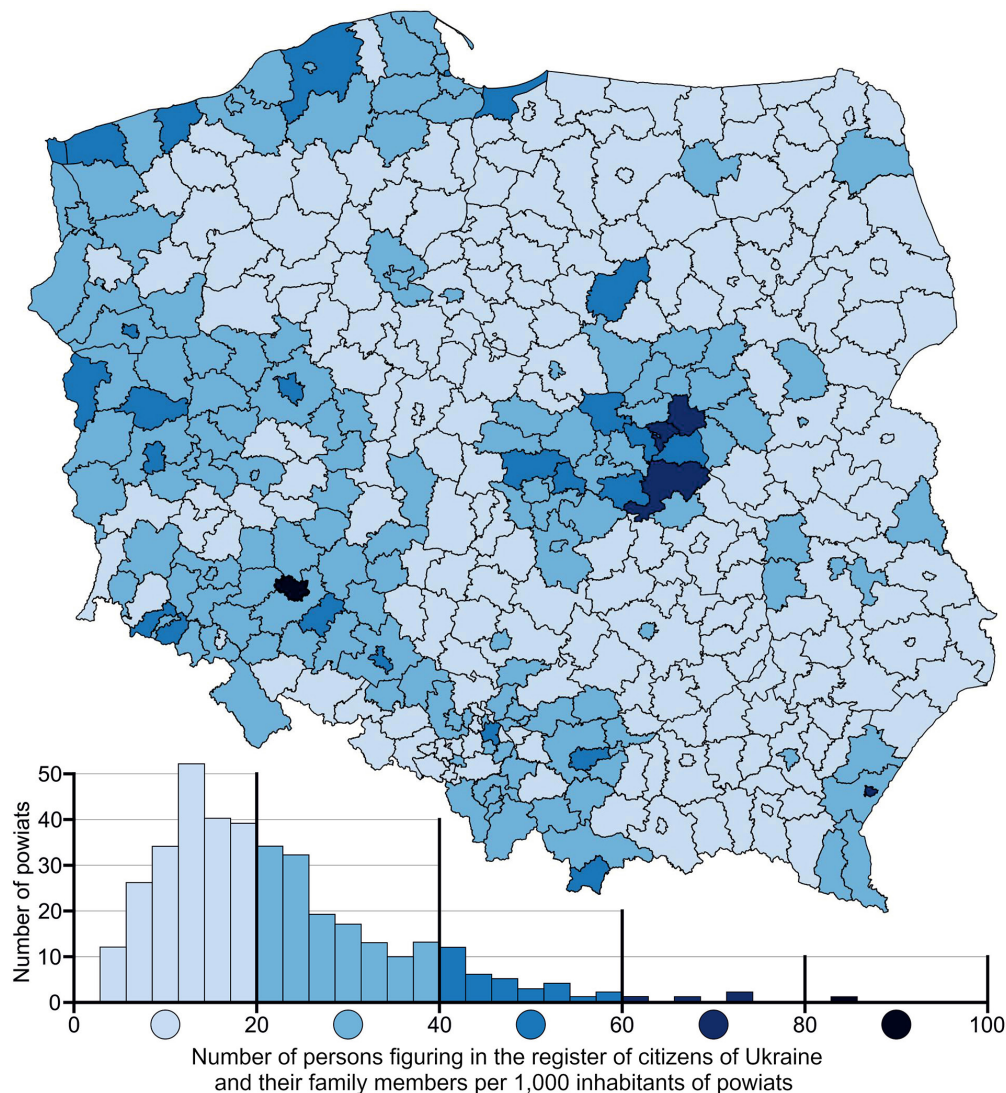 50
40
30
20
10
0
Number of powiats
0 20 40 60 80 100
Number of persons figuring in the register of citizens of Ukraine
and their family members per 1,000 inhabitants of powiats